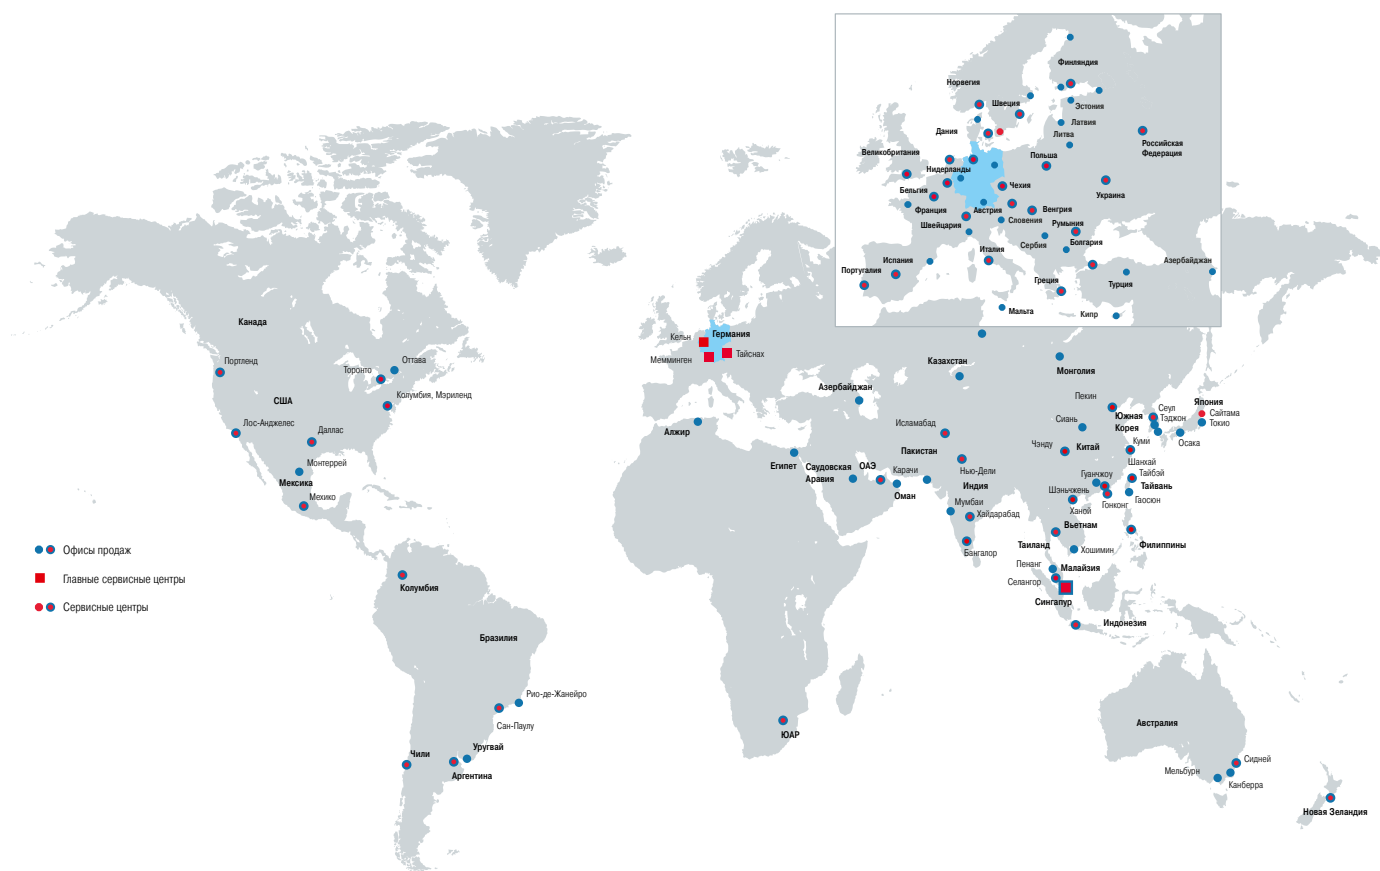 Финляндия
Норвегия
Швеция
Эстония
Латвия
Литва
Дания
Великобритания
Российская
Федерация
Польша
Нидерланды
Чехия
Украина
Бельгия
Франция
Австрия
Венгрия
Словения
Румыния
Швейцария
Сербия
Болгария
Италия
Испания
Португалия
Азербайджан
Греция
Турция
Мальта
Кипр
Канада
Портленд
Оттава
Торонто
США
Колумбия, Мэриленд
Лос-Анджелес
Даллас
Монтеррей
Мексика
Мехико
Офисы продаж
Главные сервисные центры
Сервисные центры
Колумбия
Бразилия
Рио-де-Жанейро
Сан-Паулу
Уругвай
Чили
Аргентина
Германия
Кельн
Мемминген
Тайснах
Казахстан
Монголия
Азербайджан
Алжир
Египет
Саудовская
Аравия
ОАЭ
Оман
Исламабад
Пакистан
Карачи
Нью-Дели
Индия
Мумбаи
Хайдарабад
Бангалор
Пекин
Сиань
Чэнду
Китай
Южная
Корея
Сеул
Тэджон
Куми
Япония
Сайтама
Токио
Осака
Шанхай
Тайбэй
Тайвань
Гаосюн
Гуанчжоу
Шэньчжень
Гонконг
Ханой
Вьетнам
Таиланд
Хошимин
Филиппины
Пенанг
Малайзия
Селангор
Сингапур
Индонезия
ЮАР
Австралия
Сидней
Мельбурн
Канберра
Новая Зеландия